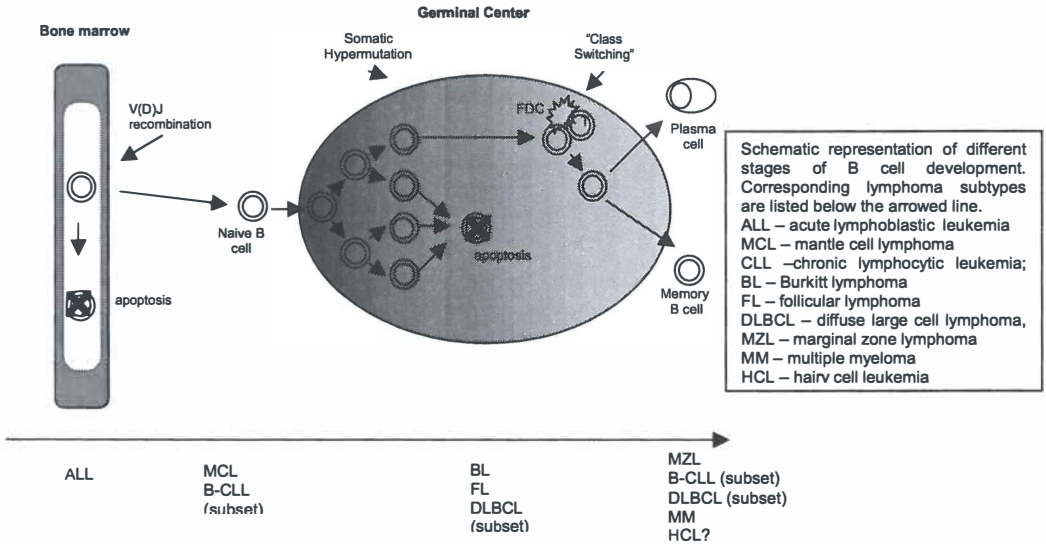 Germinal Center
Bone marrow
Somatic
Hypermutation
"Class
Switching"
V(D)J
recombination
FDC
Plasma
cell
Naive B
cell
apoptosis
apoptosis
Memory
B cell
Schematic representation of different
stages of B cell development.
Corresponding lymphoma subtypes
are listed below the arrowed line.
ALL – acute lymphoblastic leukemia
MCL – mantle cell lymphoma
CLL –chronic lymphocytic leukemia;
BL – Burkitt lymphoma
FL – follicular lymphoma
DLBCL – diffuse large cell lymphoma,
MZL – marginal zone lymphoma
MM – multiple myeloma
HCL – hairy cell leukemia
ALL
MCL
B-CLL
(subset)
BL
FL
DLBCL
(subset)
MZL
B-CLL (subset)
DLBCL (subset)
MM
HCL?